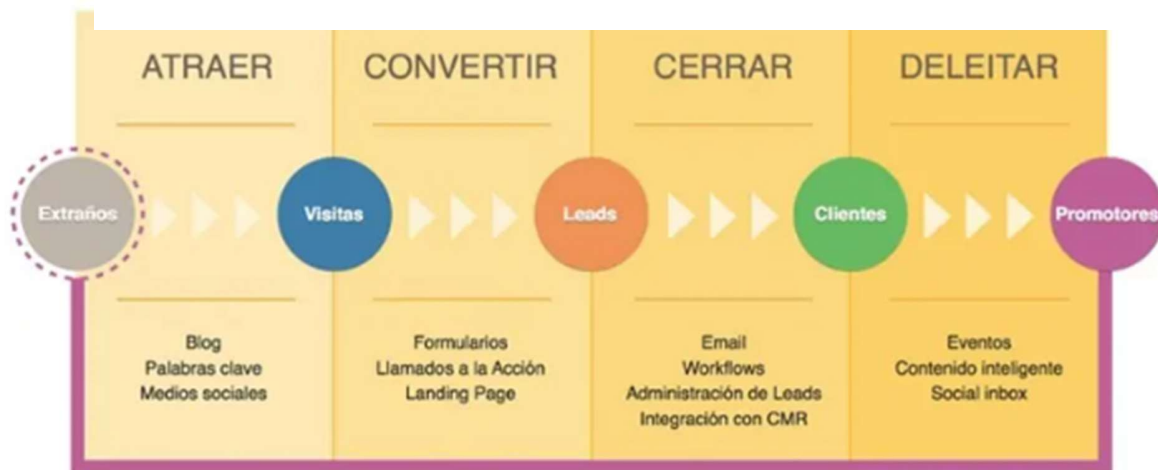 ATRAER
CONVERTIR
CERRAR
DELEITAR
Extraños
Visitas
Leads
Clientes
Promotores
Blog
Palabras clave
Medios sociales
Formularios
Llamados a la Acción
Landing Page
Email
Workflows
Administración de Leads
Integración con CMR
Eventos
Contenido inteligente
Social inbox